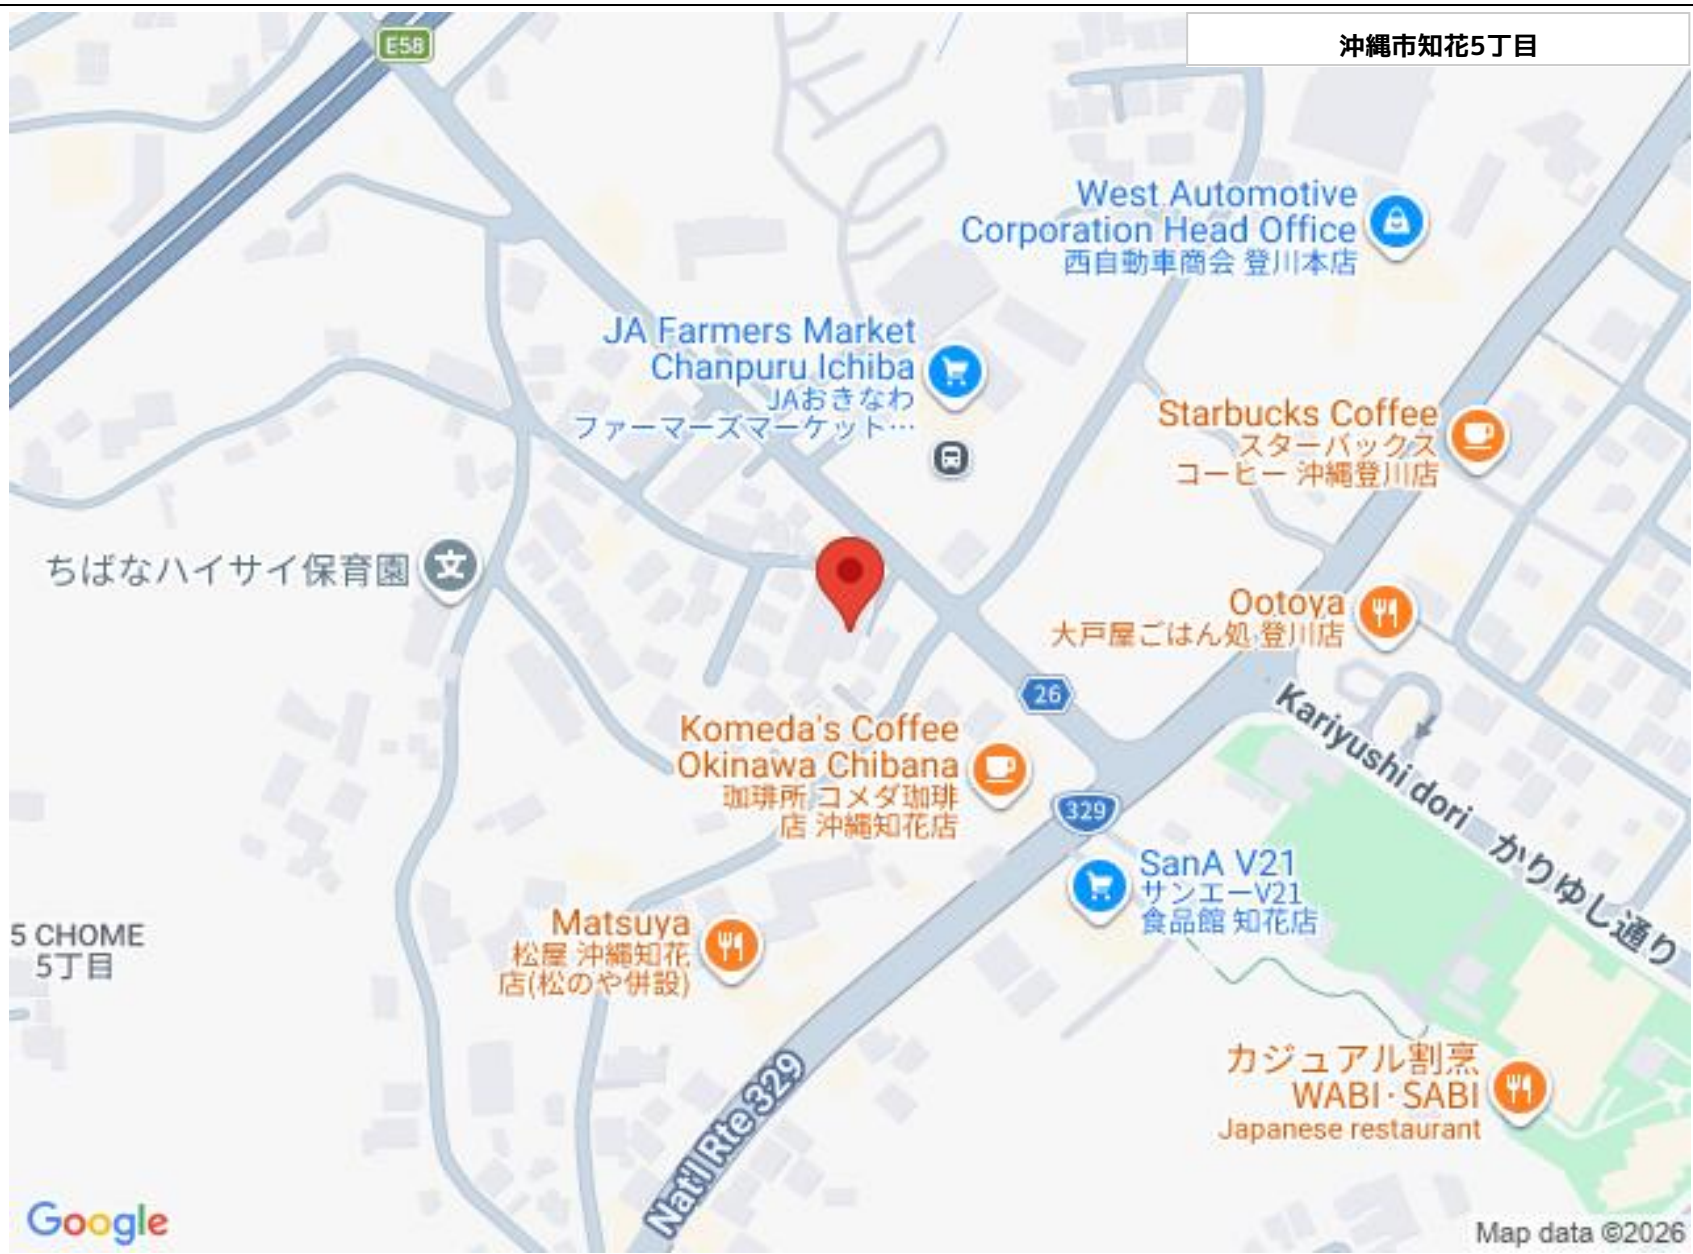 沖縄市知花5丁目
E58
West Automotive
Corporation Head Office
西自動車商会 登川本店
JA Farmers Market
Chanpuru Ichiba
JAおきなわ
ファーマーズマーケット…
Starbucks Coffee
スターバックス
コーヒー 沖縄登川店
ちばなハイサイ保育園
文
Ootoya
大戸屋ごはん処 登川店
26
Kariyushi dori かりゆし通り
Komeda's Coffee
Okinawa Chibana
珈琲所 コメダ珈琲
店 沖縄知花店
329
SanA V21
サンエーV21
食品館 知花店
Matsuya
松屋 沖縄知花
店(松のや併設)
5 CHOME
5丁目
Nat'l Rte 329
カジュアル割烹
WABI·SABI
Japanese restaurant
Google
Map data ©2026